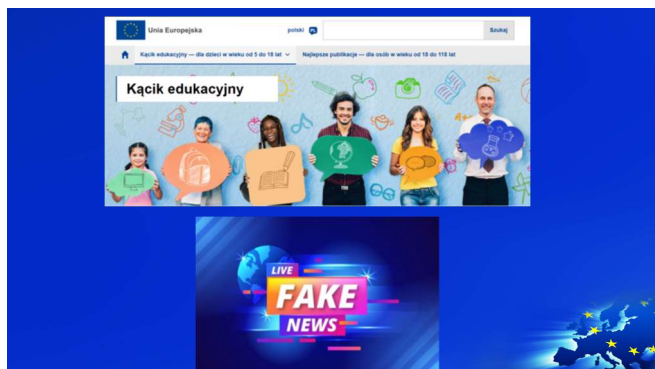 Unia Europejska
polski PL
Szukaj
Kącik edukacyjny — dla dzieci w wieku od 5 do 18 lat
Najlepsze publikacje — dla osób w wieku od 18 do 118 lat
Kącik edukacyjny
LIVE
FAKE
NEWS